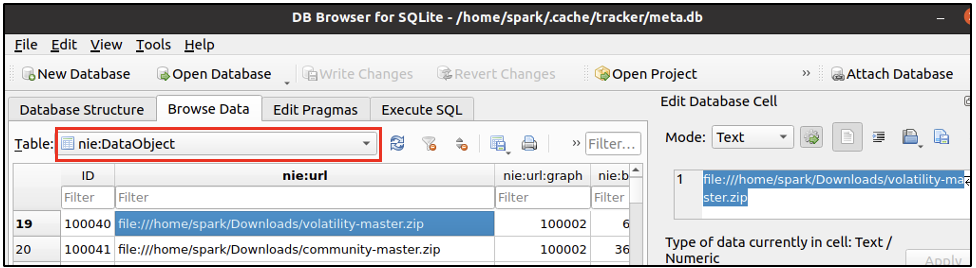 DB Browser for SQLite - /home/spark/.cache/tracker/meta.db
File Edit View Tools Help
New Database Open Database Write Changes Revert Changes Open Project » Attach Database
Database Structure Browse Data Edit Pragmas Execute SQL
Table: nie:DataObject » Filter...
ID nie:url nie:url:graph nie:b
Filter Filter Filter Filter
19 100040 file:///home/spark/Downloads/volatility-master.zip 100002 6
20 100041 file:///home/spark/Downloads/community-master.zip 100002 36
Edit Database Cell
Mode: Text
1 file:///home/spark/Downloads/volatility-ma
ster.zip
Type of data currently in cell: Text /
Numeric
Apply